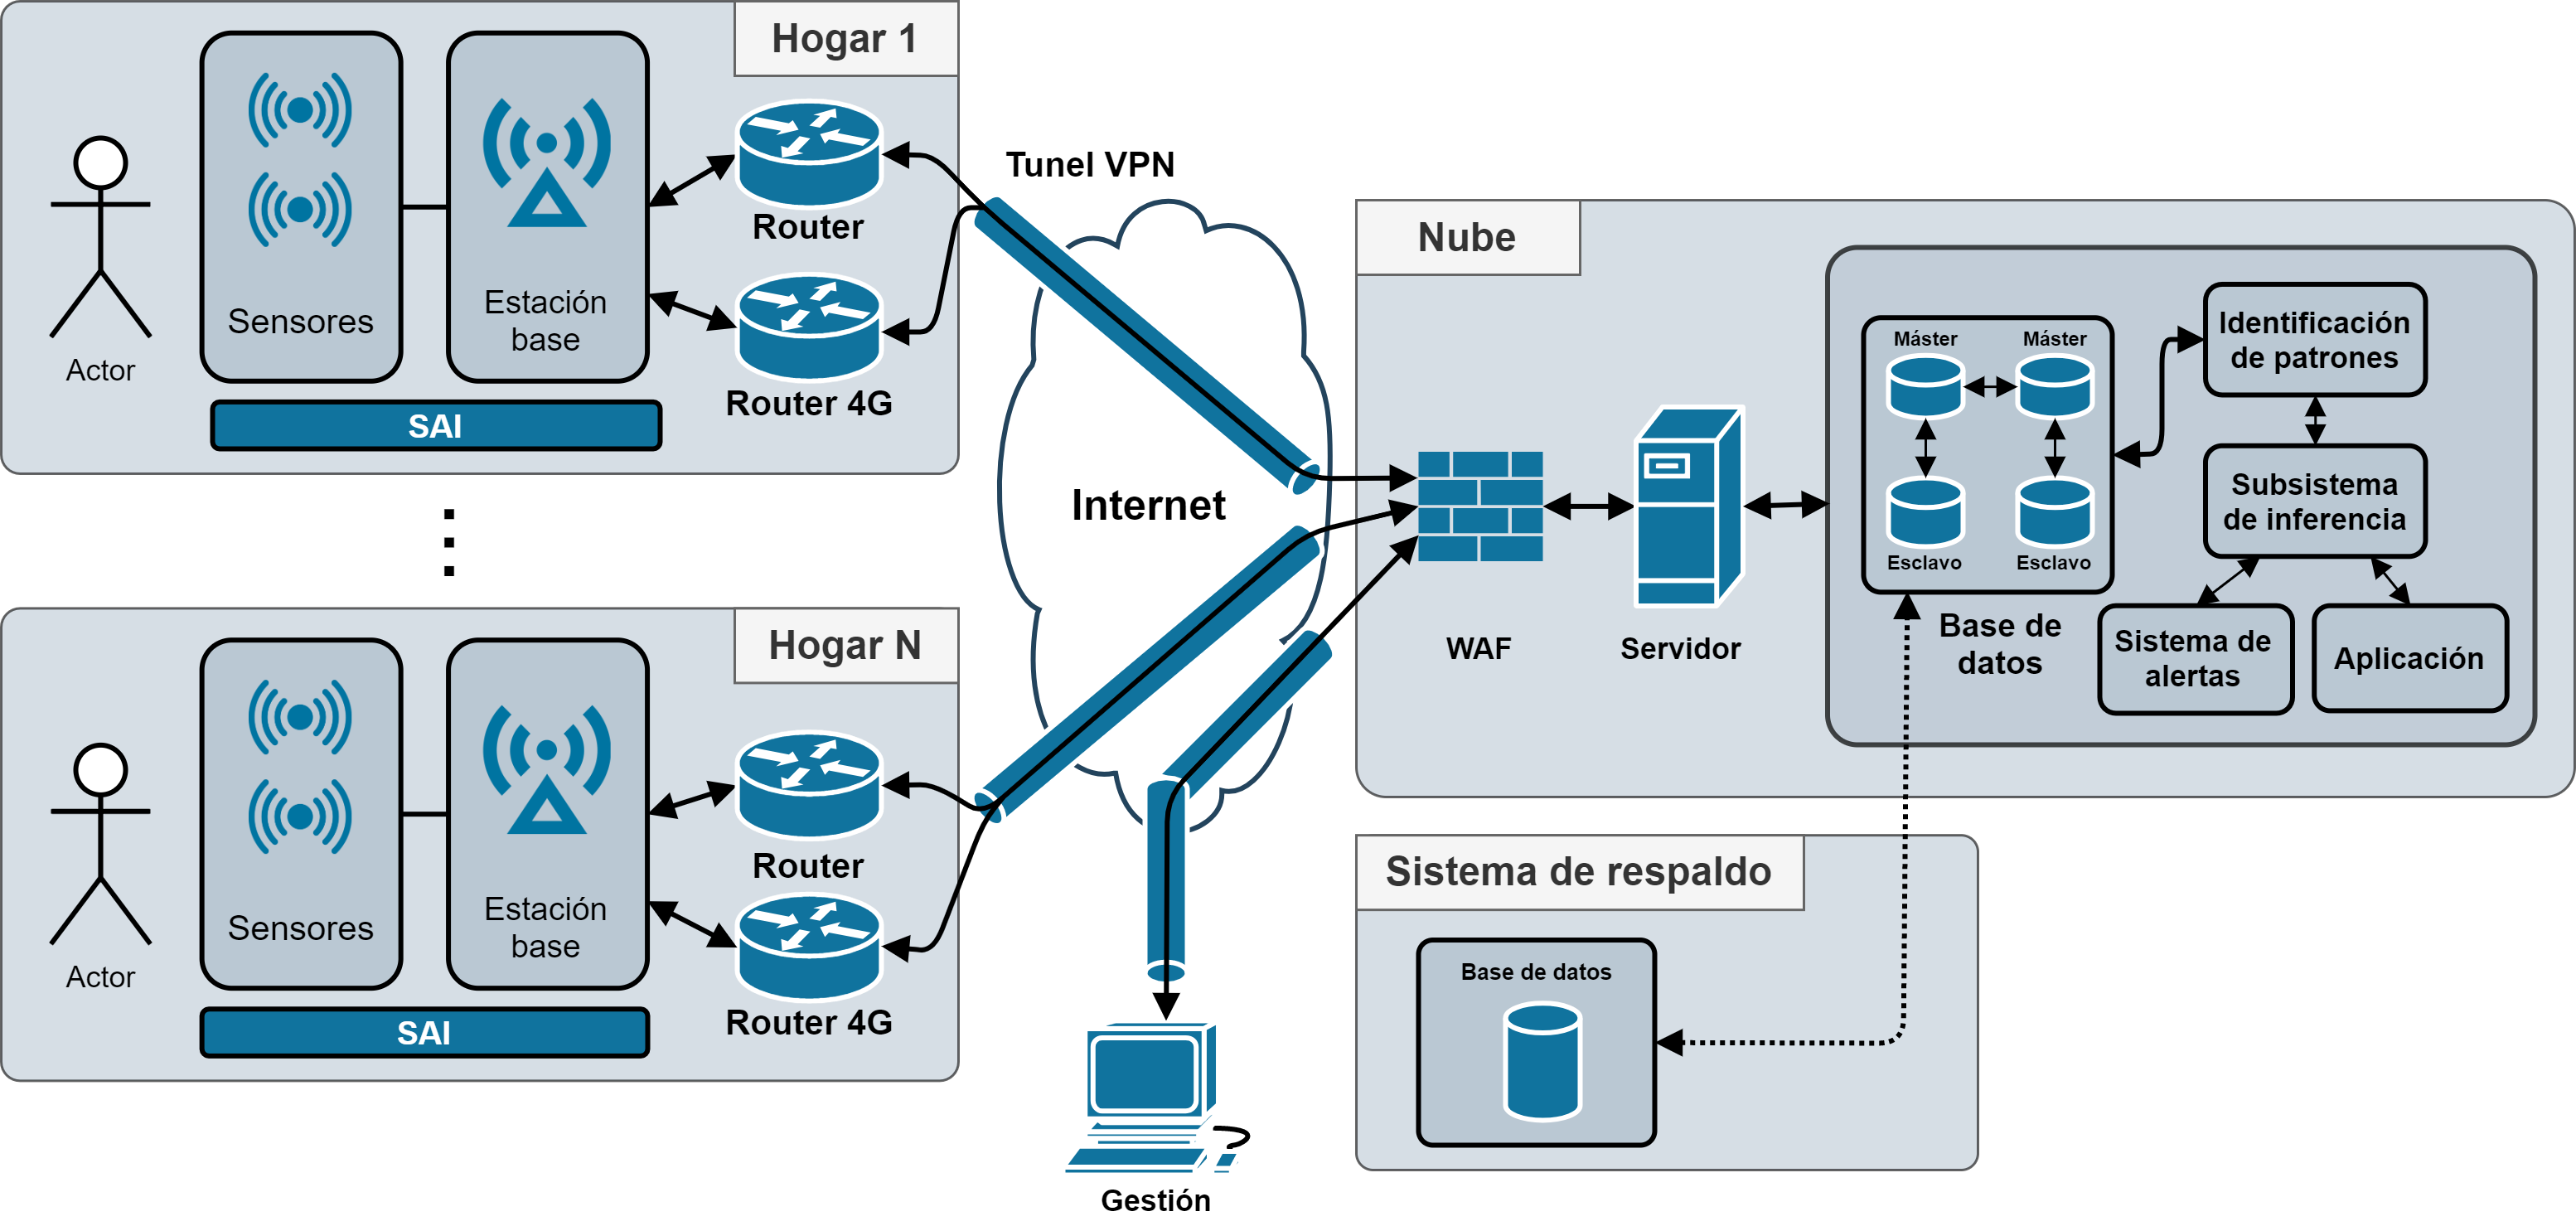 Hogar 1
Sensores
Estación
base
Router
Router 4G
Actor
SAI
Tunel VPN
Internet
Hogar N
Sensores
Estación
base
Router
Router 4G
Actor
SAI
Gestión
Nube
WAF
Servidor
Máster
Máster
Esclavo
Esclavo
Base de
datos
Identificación
de patrones
Subsistema
de inferencia
Sistema de
alertas
Aplicación
Sistema de respaldo
Base de datos